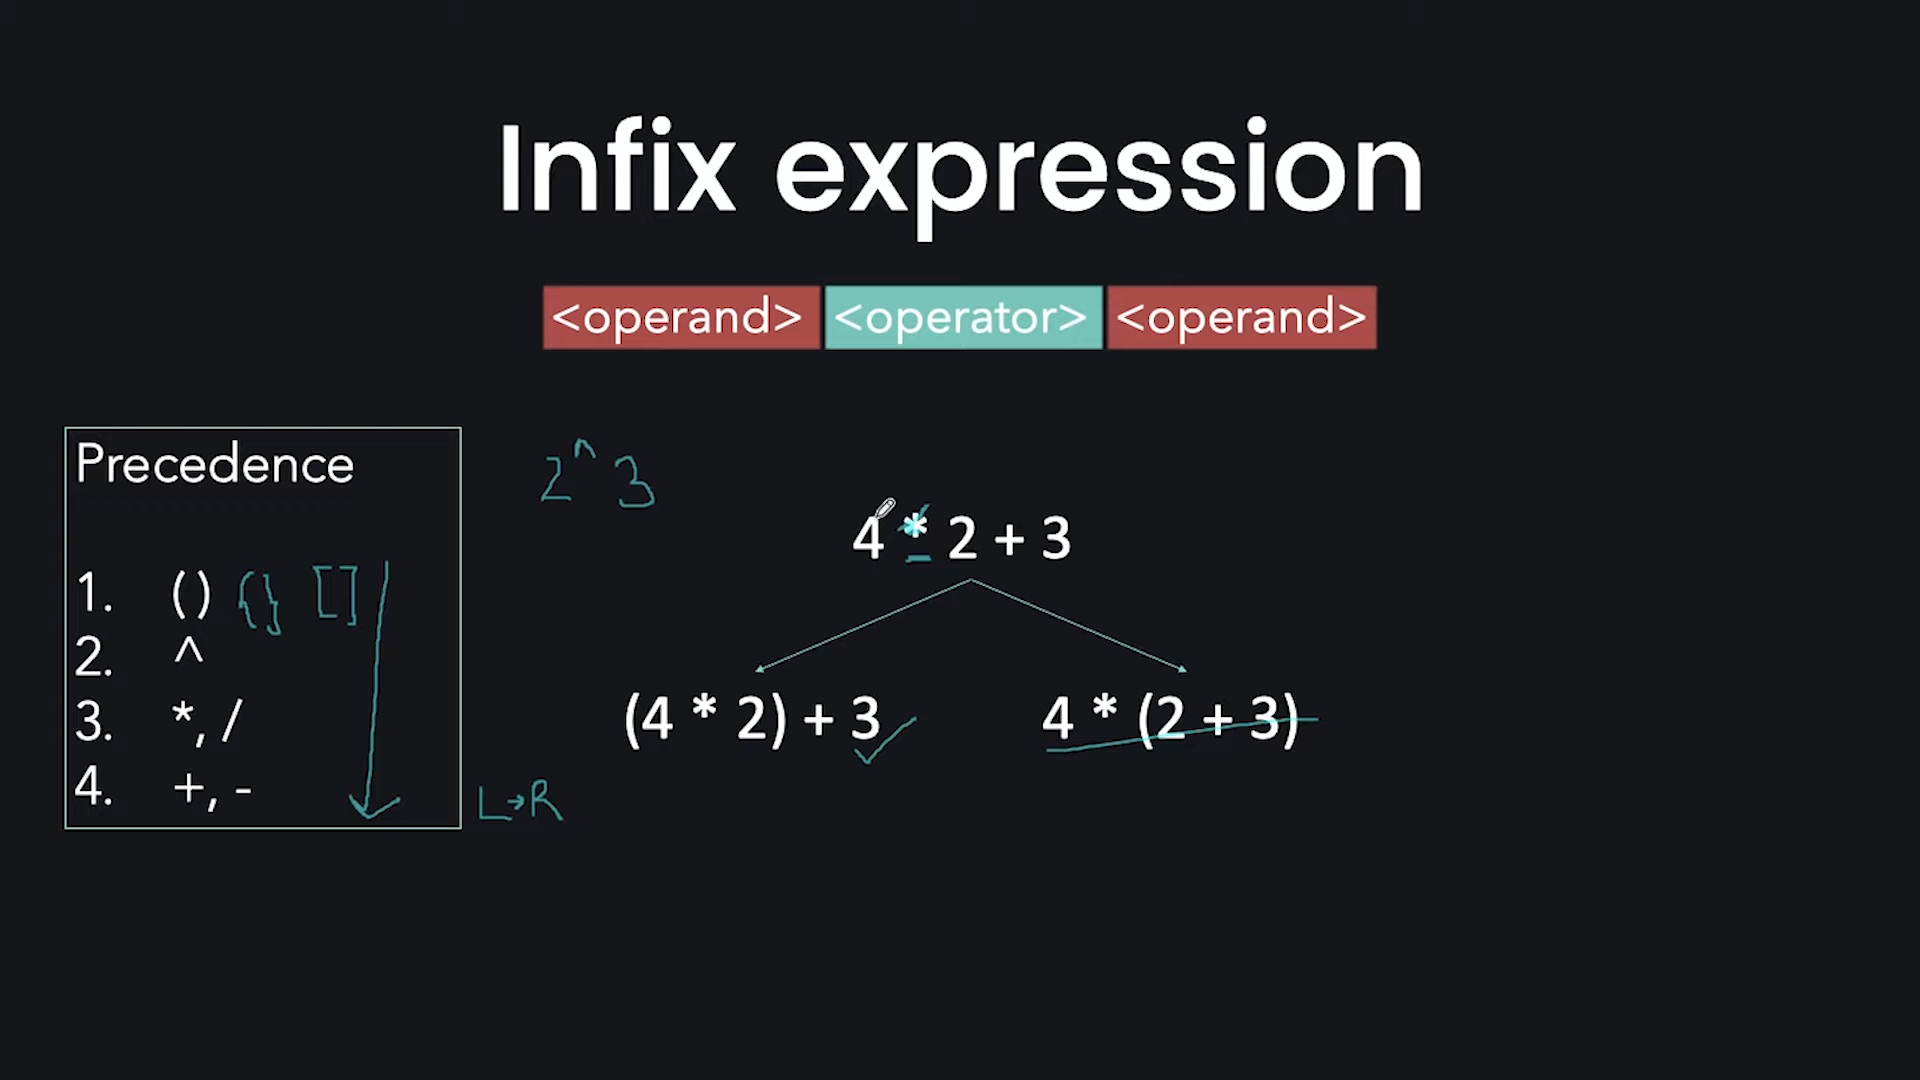 Infix expression
<operand> <operator> <operand>
Precedence
1. () {} []
2. ^
3. *, /
4. +, -
L→R
2^3
4 * 2 + 3
(4 * 2) + 3
4 * (2 + 3)